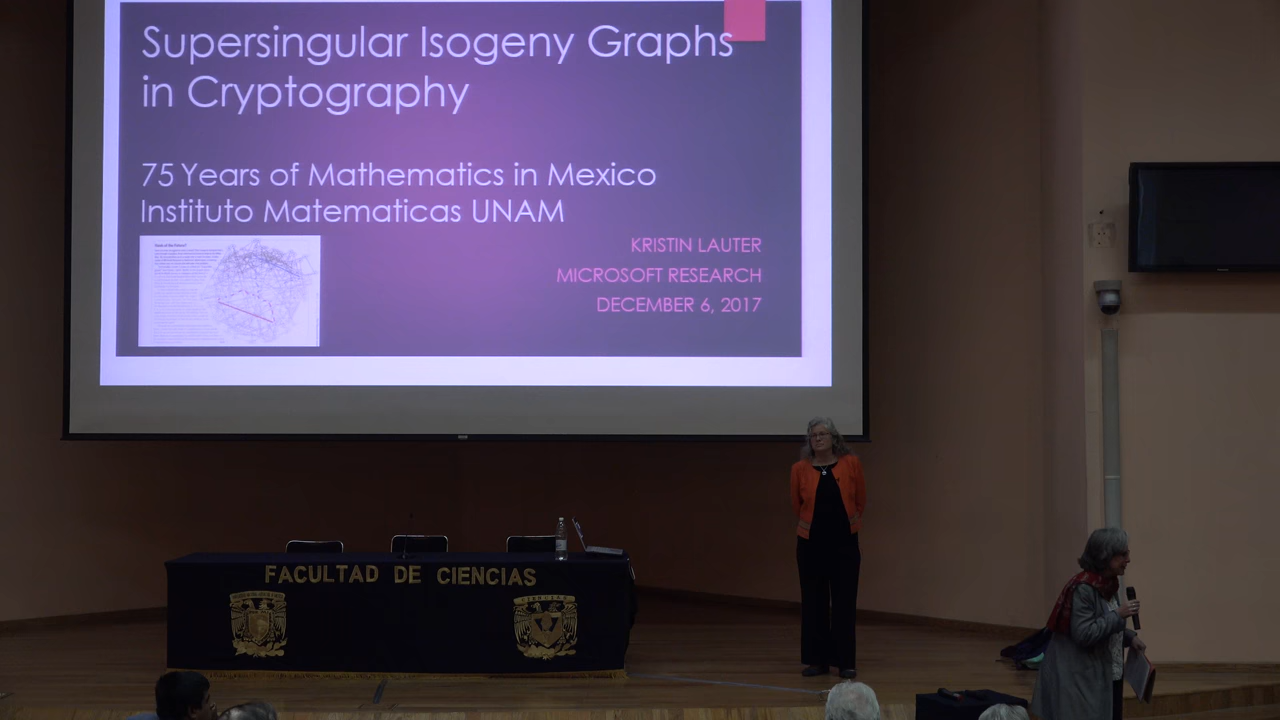 Supersingular Isogeny Graphs
in Cryptography
75 Years of Mathematics in Mexico
Instituto Matematicas UNAM
KRISTIN LAUTER
MICROSOFT RESEARCH
DECEMBER 6, 2017
FACULTAD DE CIENCIAS